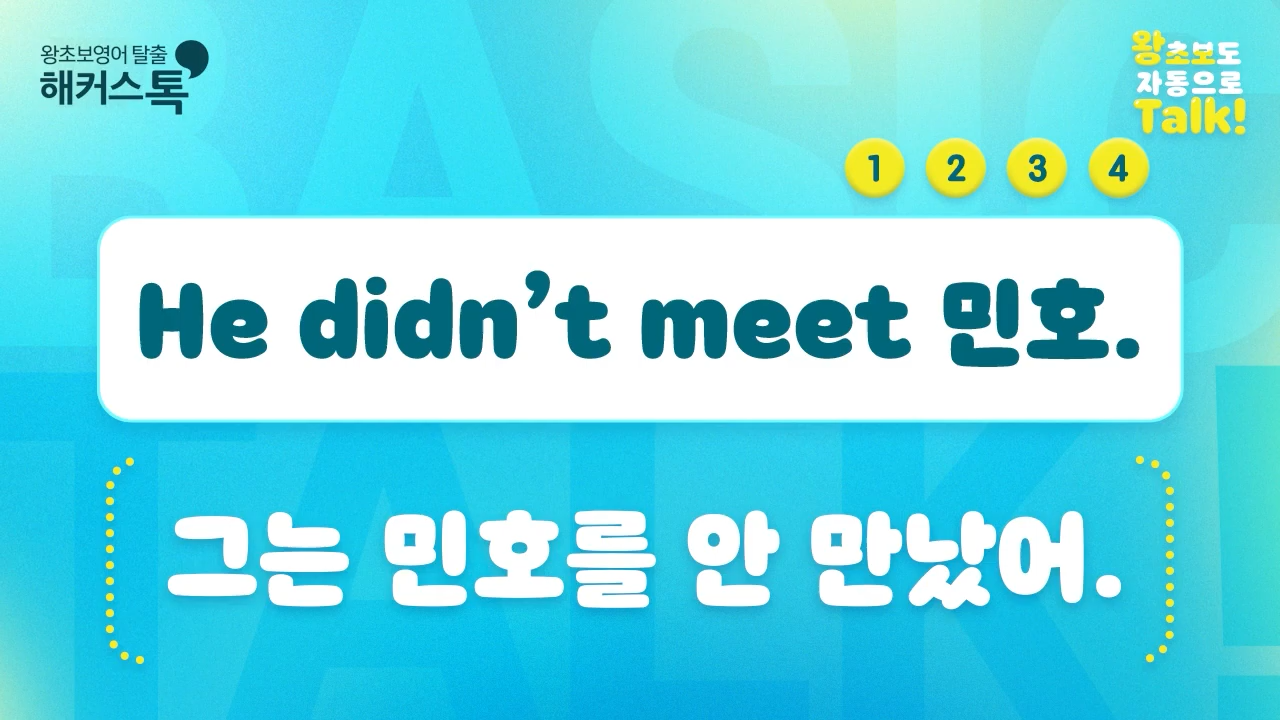 왕초보영어 탈출
해커스톡
왕초보도
자동으로
Talk!
1 2 3 4
He didn't meet 민호.
그는 민호를 안 만났어.
BASIC
TALK!